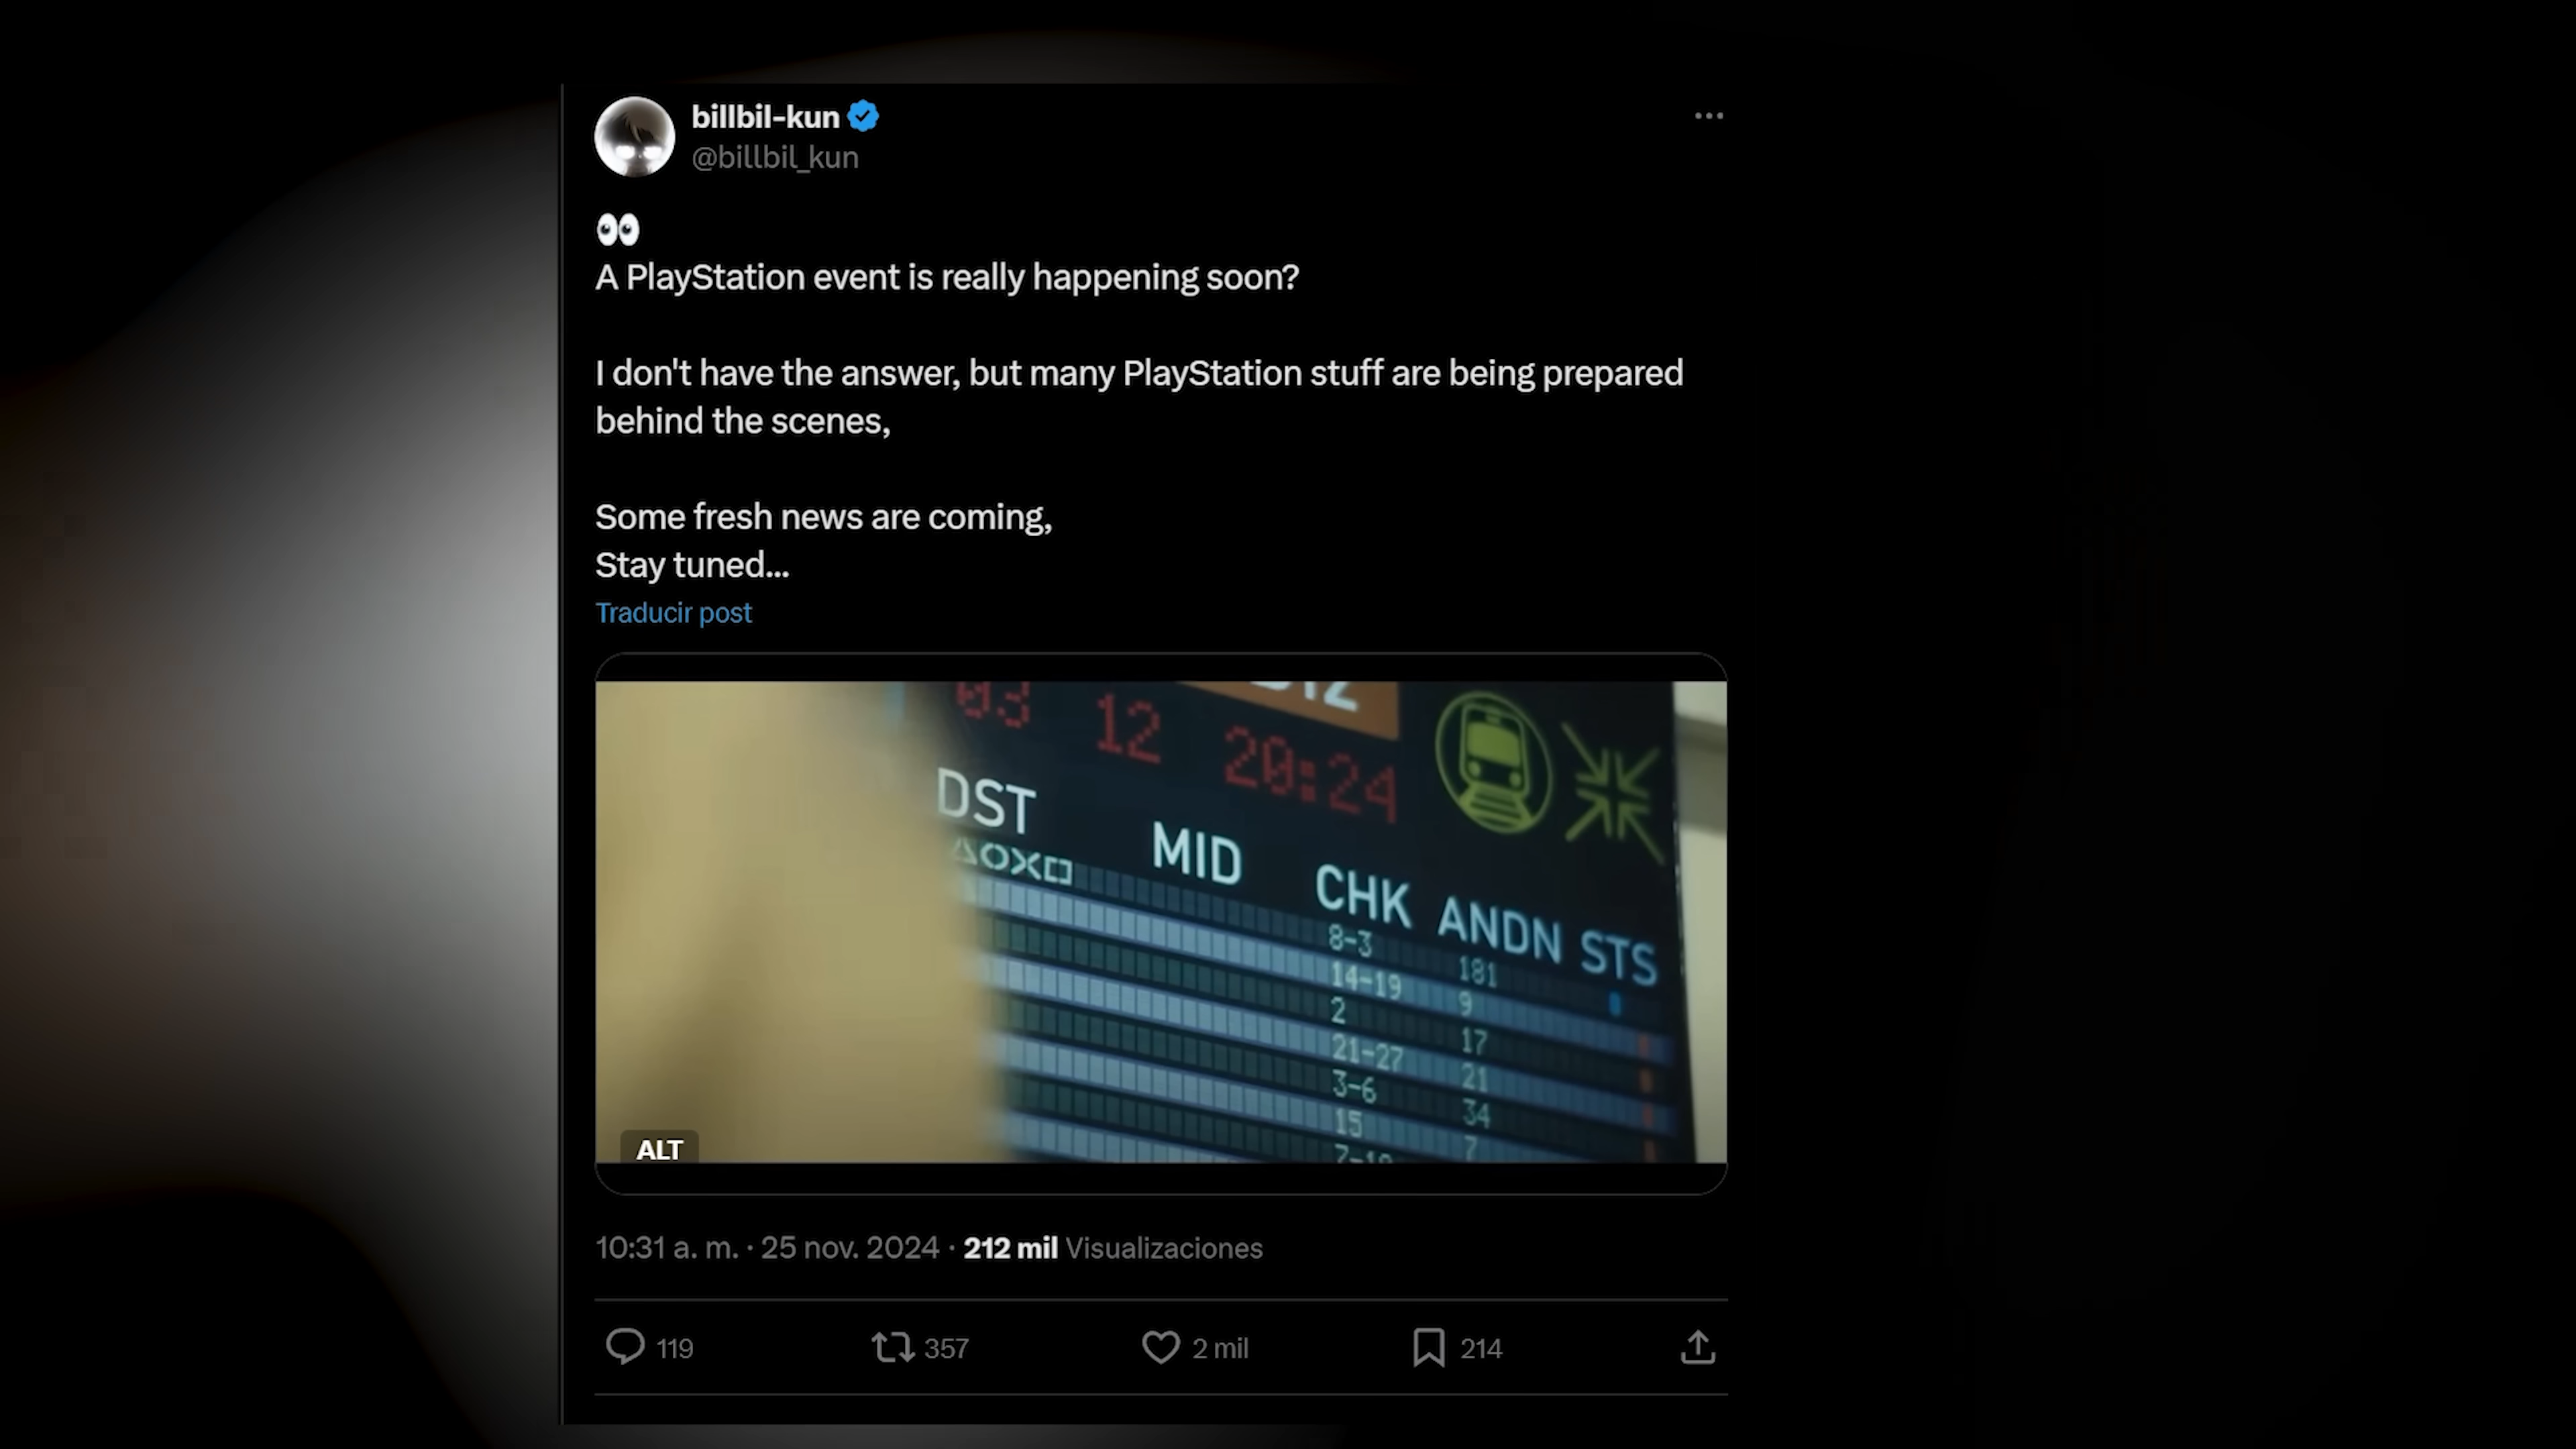 billbil-kun
@billbil_kun
👀
A PlayStation event is really happening soon?
I don't have the answer, but many PlayStation stuff are being prepared
behind the scenes,
Some fresh news are coming,
Stay tuned...
Traducir post
03 12 20:24
DST MID CHK ANDN STS
△○✕□
8-3 181
14-19 9
2 17
21-27 21
3-6 34
15 7
ALT
10:31 a. m. · 25 nov. 2024 · 212 mil Visualizaciones
119 357 2 mil 214